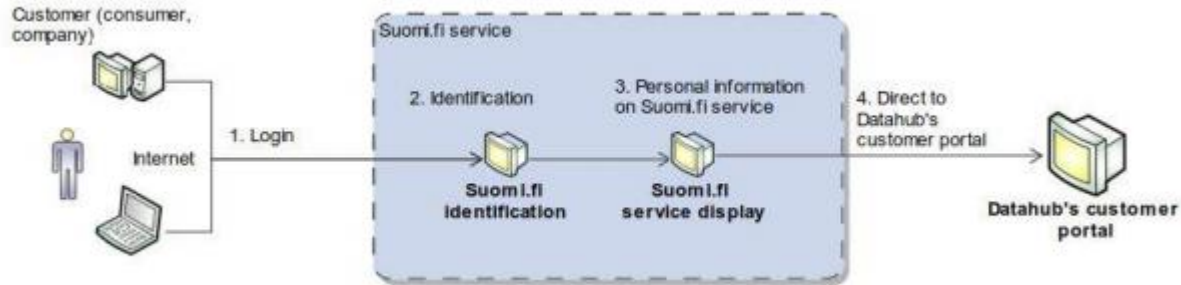 Customer (consumer,
company)
Internet
1. Login
Suomi.fi service
2. Identification
Suomi.fi
identification
3. Personal information
on Suomi.fi service
Suomi.fi
service display
4. Direct to
Datahub's
customer portal
Datahub's customer
portal